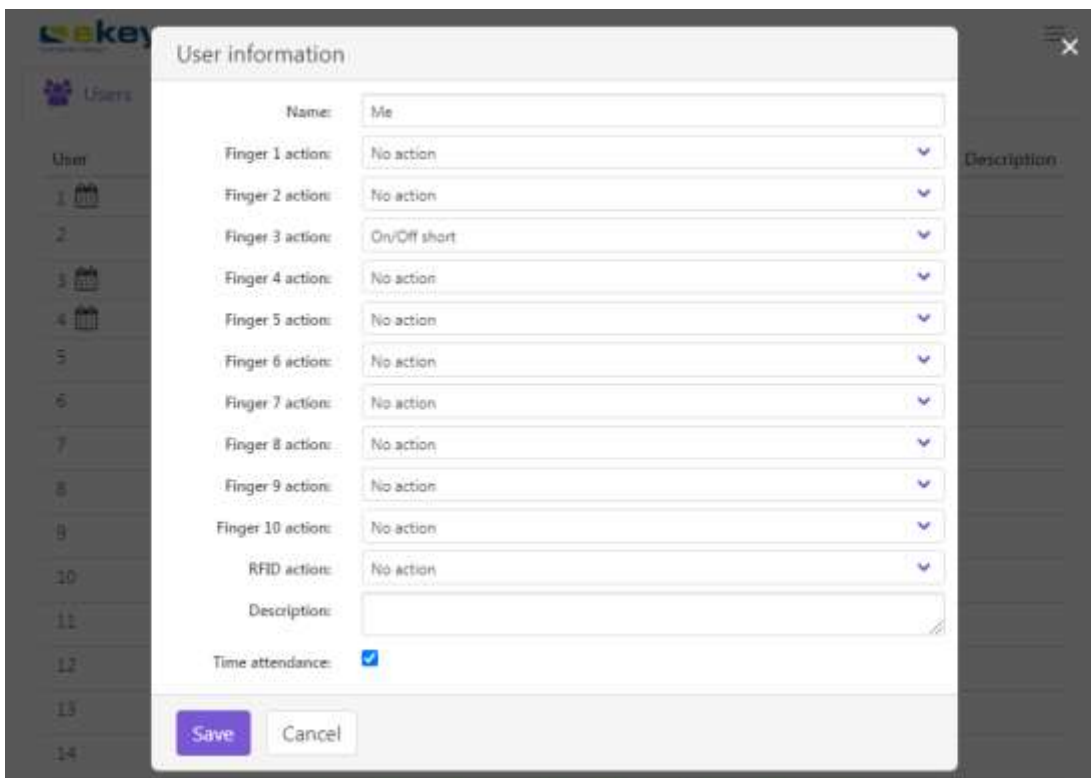 ekey
User information
Users
Name: Me
User
Finger 1 action: No action
Description
1
Finger 2 action: No action
2
Finger 3 action: On/Off short
3
Finger 4 action: No action
4
Finger 5 action: No action
5
Finger 6 action: No action
6
Finger 7 action: No action
7
Finger 8 action: No action
8
Finger 9 action: No action
9
Finger 10 action: No action
10
RFID action: No action
11
Description:
12
Time attendance:
13
Save Cancel
14